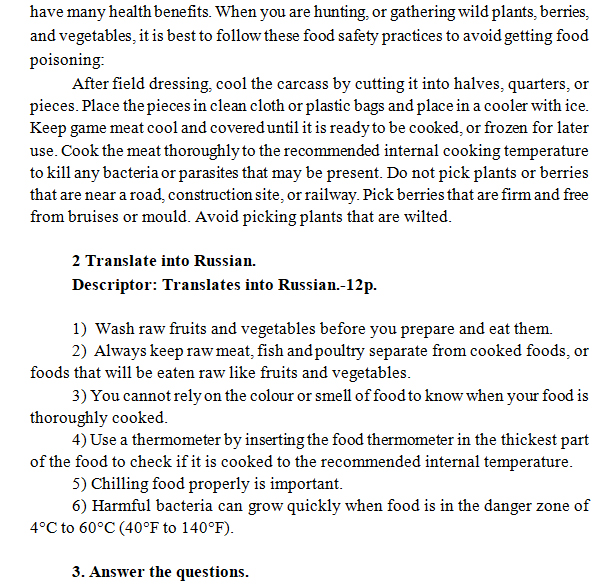 have many health benefits. When you are hunting, or gathering wild plants, berries,
and vegetables, it is best to follow these food safety practices to avoid getting food
poisoning:
After field dressing, cool the carcass by cutting it into halves, quarters, or
pieces. Place the pieces in clean cloth or plastic bags and place in a cooler with ice.
Keep game meat cool and covered until it is ready to be cooked, or frozen for later
use. Cook the meat thoroughly to the recommended internal cooking temperature
to kill any bacteria or parasites that may be present. Do not pick plants or berries
that are near a road, construction site, or railway. Pick berries that are firm and free
from bruises or mould. Avoid picking plants that are wilted.
2 Translate into Russian.
Descriptor: Translates into Russian.-12p.
1) Wash raw fruits and vegetables before you prepare and eat them.
2) Always keep raw meat, fish and poultry separate from cooked foods, or
foods that will be eaten raw like fruits and vegetables.
3) You cannot rely on the colour or smell of food to know when your food is
thoroughly cooked.
4) Use a thermometer by inserting the food thermometer in the thickest part
of the food to check if it is cooked to the recommended internal temperature.
5) Chilling food properly is important.
6) Harmful bacteria can grow quickly when food is in the danger zone of
4°C to 60°C (40°F to 140°F).
3. Answer the questions.